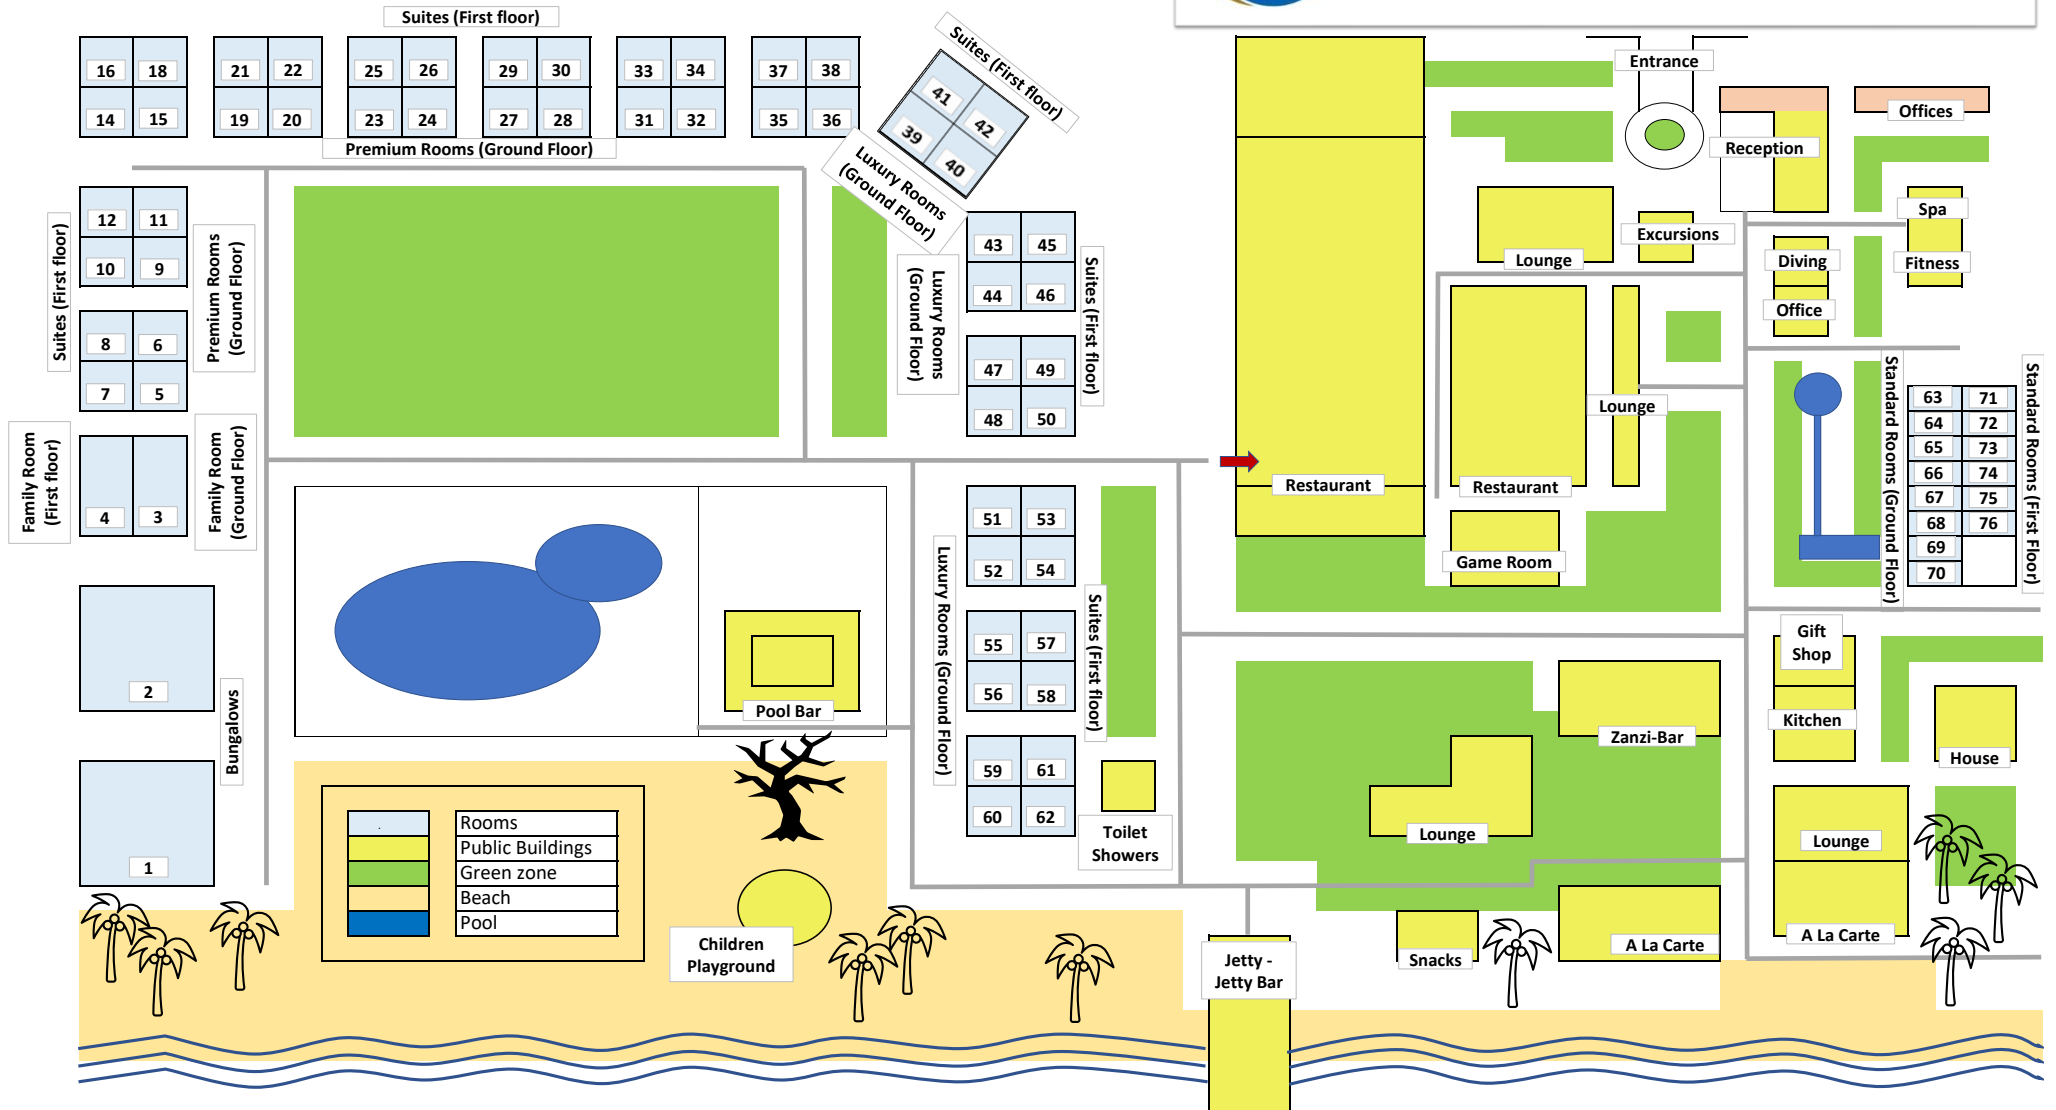 Suites (First floor)
16 18 21 22 25 26 29 30 33 34 37 38
14 15 19 20 23 24 27 28 31 32 35 36
Premium Rooms (Ground Floor)
Suites (First floor)
41
42
39
40
Luxury Rooms
(Ground Floor)
Entrance
Offices
Reception
Spa
Excursions
Lounge
Diving
Fitness
Office
12 11
10 9
8 6
7 5
Suites (First floor)
Premium Rooms
(Ground Floor)
43 45
44 46
47 49
48 50
Luxury Rooms
(Ground Floor)
Suites (First floor)
Lounge
Restaurant
Restaurant
Game Room
Standard Rooms (Ground Floor)
63 71
64 72
65 73
66 74
67 75
68 76
69
70
Standard Rooms (First Floor)
Family Room
(First floor)
4 3
Family Room
(Ground Floor)
51 53
52 54
55 57
56 58
59 61
60 62
Luxury Rooms (Ground Floor)
Suites (First floor)
2
Bungalows
1
Pool Bar
Gift
Shop
Kitchen
Zanzi-Bar
House
Lounge
Lounge
Toilet
Showers
Rooms
Public Buildings
Green zone
Beach
Pool
Children
Playground
Jetty -
Jetty Bar
Snacks
A La Carte
A La Carte